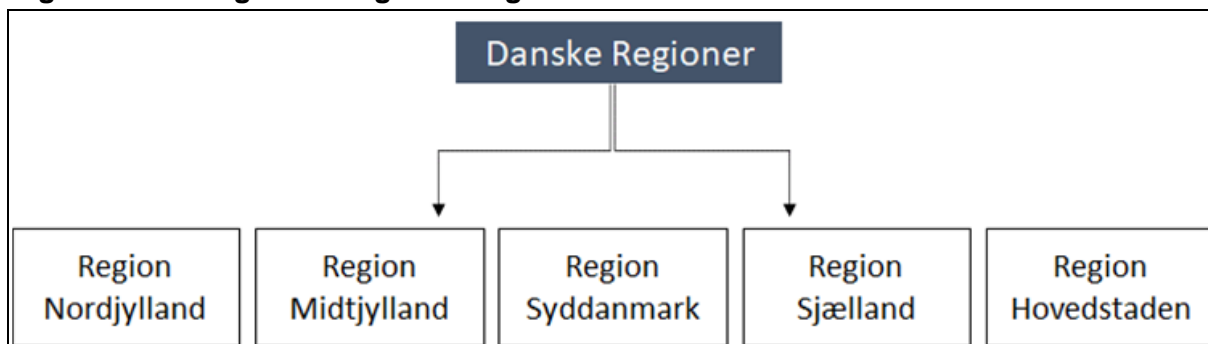 Danske Regioner
Region
Nordjylland
Region
Midtjylland
Region
Syddanmark
Region
Sjælland
Region
Hovedstaden